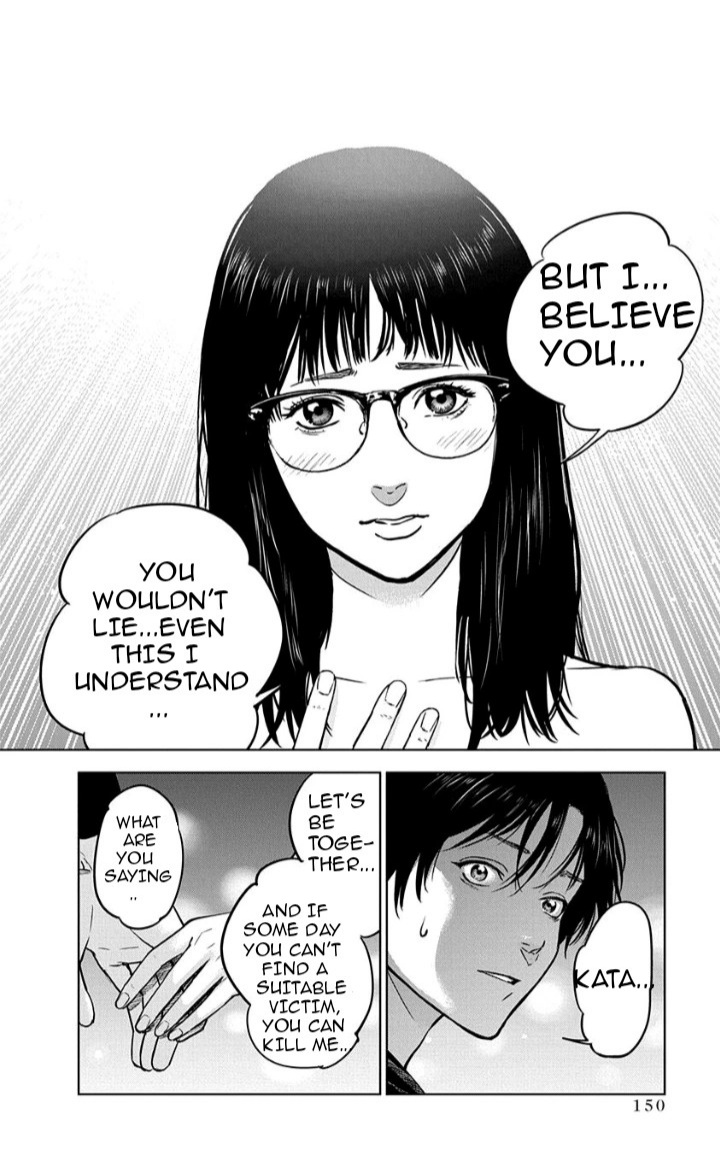 BUT I...
BELIEVE
YOU...
YOU
WOULDN'T
LIE...EVEN
THIS I
UNDERSTAND
...
KATA...
LET'S
BE
TOGE-
THER...
AND IF
SOME DAY
YOU CAN'T
FIND A
SUITABLE
VICTIM,
YOU CAN
KILL ME..
WHAT
ARE
YOU
SAYING
..
150